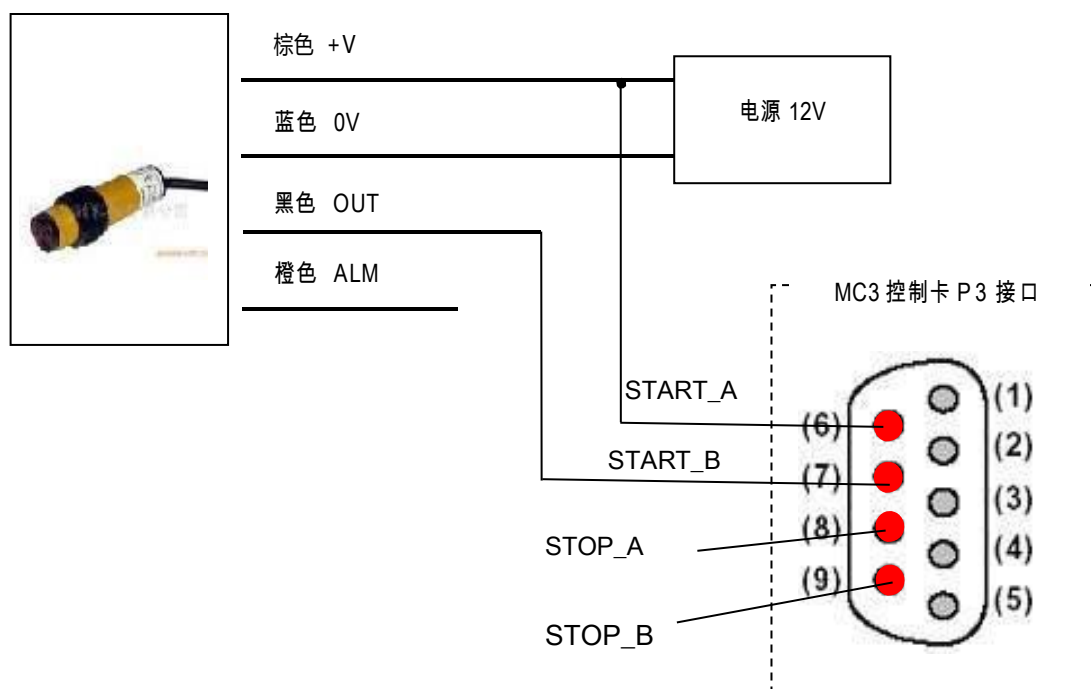 棕色 +V
蓝色 0V
黑色 OUT
橙色 ALM
电源 12V
MC3 控制卡 P3 接口
START_A
START_B
STOP_A
STOP_B
(6)
(7)
(8)
(9)
(1)
(2)
(3)
(4)
(5)